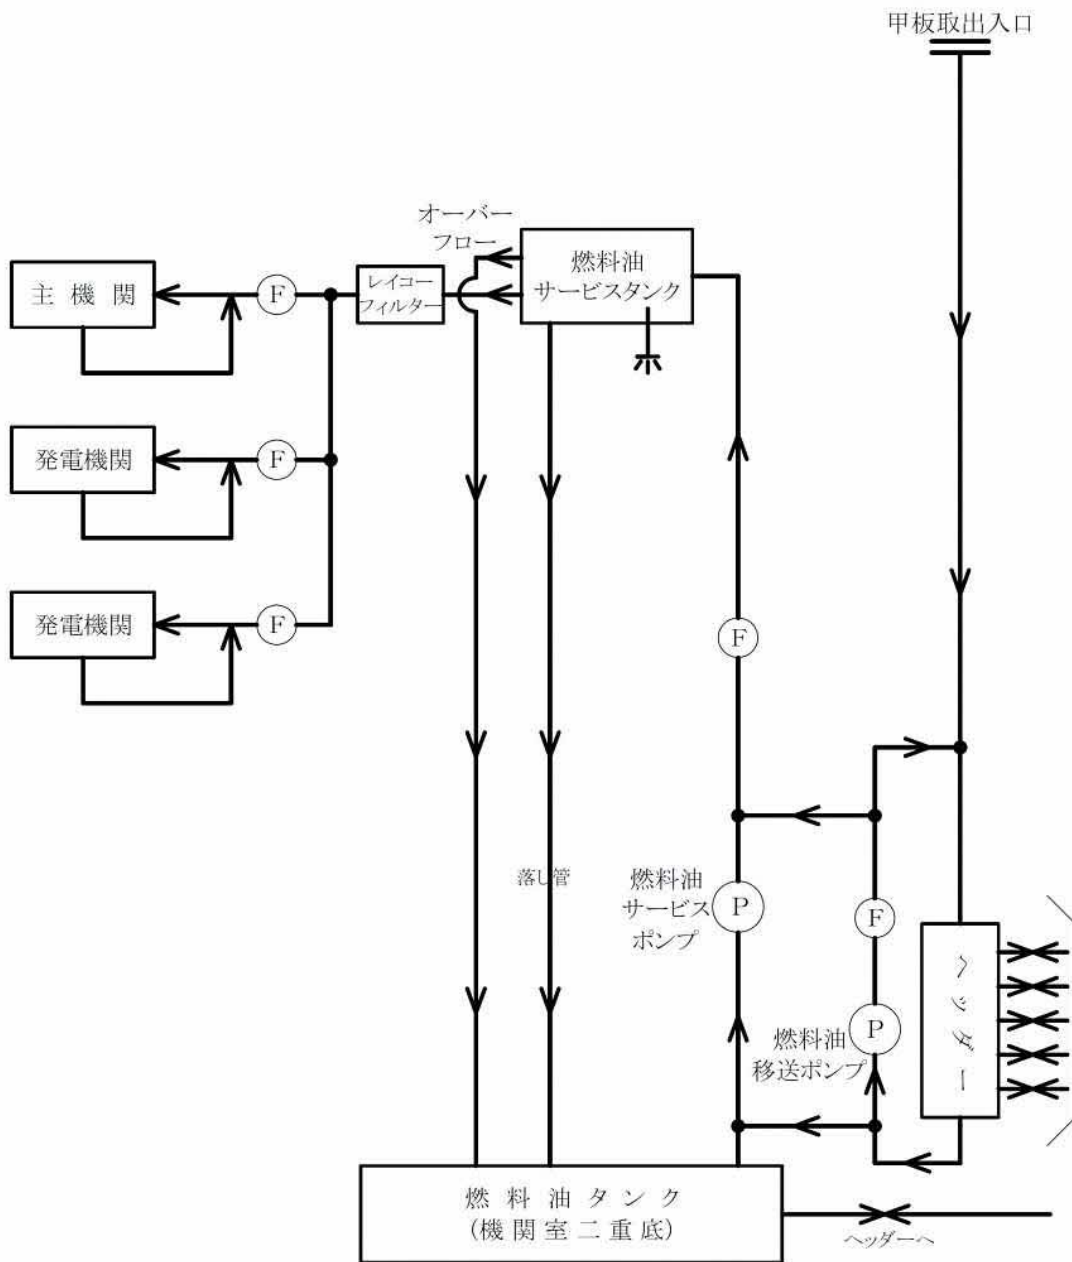 甲板取出入口
オーバー
フロー
燃料油
サービスタンク
レイコー
フィルター
主機関
F
発電機関
F
発電機関
F
F
落し管
燃料油
サービス
ポンプ
P
F
燃料油
移送ポンプ
P
ヘッダー
燃料油タンク
(機関室二重底)
ヘッダーへ